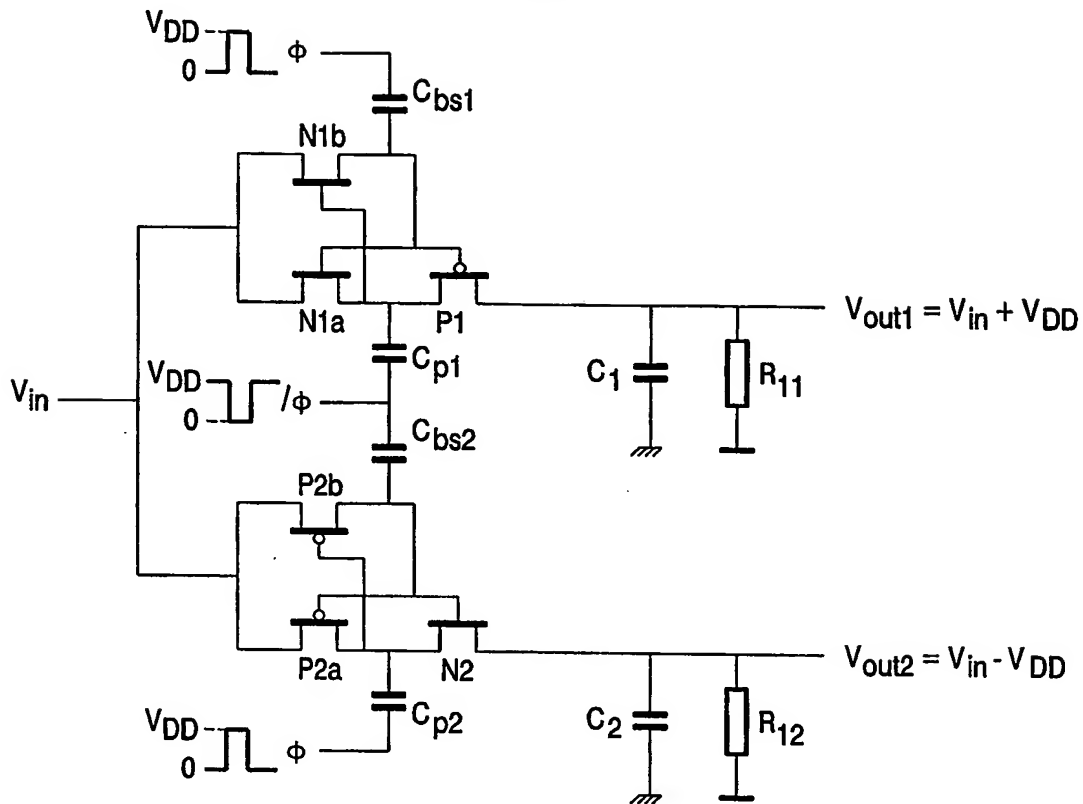 VDD
0
ϕ
Cbs1
N1b
N1a
P1
Vout1 = Vin + VDD
Cp1
C1
R11
VDD
0
/ϕ
Vin
Cbs2
P2b
P2a
N2
Vout2 = Vin - VDD
Cp2
C2
R12
VDD
0
ϕ